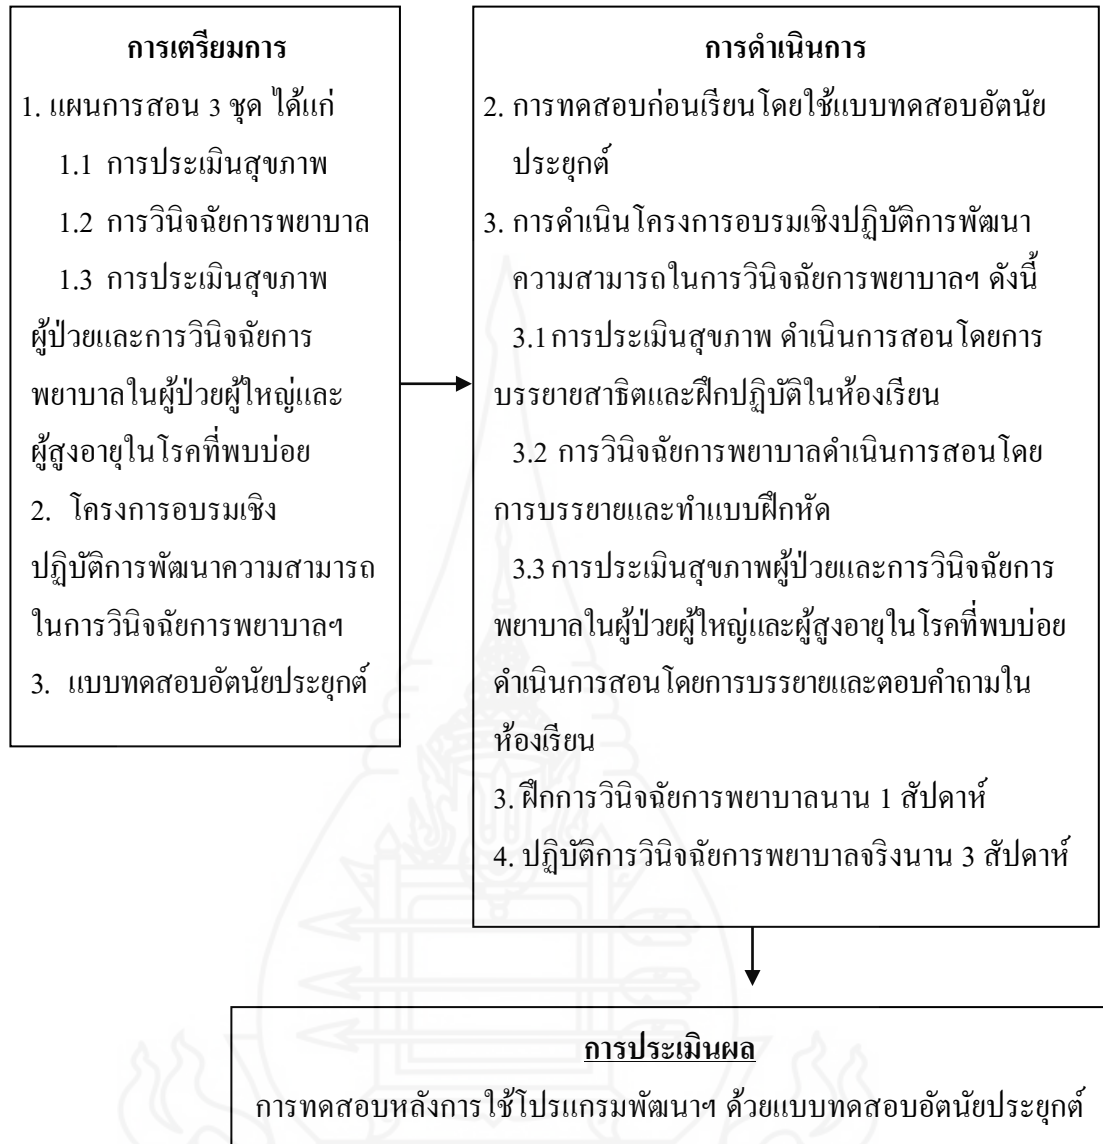 การเตรียมการ
1. แผนการสอน 3 ชุด ได้แก่
1.1 การประเมินสุขภาพ
1.2 การวินิจฉัยการพยาบาล
1.3 การประเมินสุขภาพ
ผู้ป่วยและการวินิจฉัยการ
พยาบาลในผู้ป่วยผู้ใหญ่และ
ผู้สูงอายุในโรคที่พบบ่อย
2. โครงการอบรมเชิง
ปฏิบัติการพัฒนาความสามารถ
ในการวินิจฉัยการพยาบาลฯ
3. แบบทดสอบอัตนัยประยุกต์
การดำเนินการ
2. การทดสอบก่อนเรียนโดยใช้แบบทดสอบอัตนัย
ประยุกต์
3. การดำเนินโครงการอบรมเชิงปฏิบัติการพัฒนา
ความสามารถในการวินิจฉัยการพยาบาลฯ ดังนี้
3.1 การประเมินสุขภาพ ดำเนินการสอนโดยการ
บรรยายสาธิตและฝึกปฏิบัติในห้องเรียน
3.2 การวินิจฉัยการพยาบาลดำเนินการสอนโดย
การบรรยายและทำแบบฝึกหัด
3.3 การประเมินสุขภาพผู้ป่วยและการวินิจฉัยการ
พยาบาลในผู้ป่วยผู้ใหญ่และผู้สูงอายุในโรคที่พบบ่อย
ดำเนินการสอนโดยการบรรยายและตอบคำถามใน
ห้องเรียน
3. ฝึกการวินิจฉัยการพยาบาลนาน 1 สัปดาห์
4. ปฏิบัติการวินิจฉัยการพยาบาลจริงนาน 3 สัปดาห์
การประเมินผล
การทดสอบหลังการใช้โปรแกรมพัฒนาฯ ด้วยแบบทดสอบอัตนัยประยุกต์